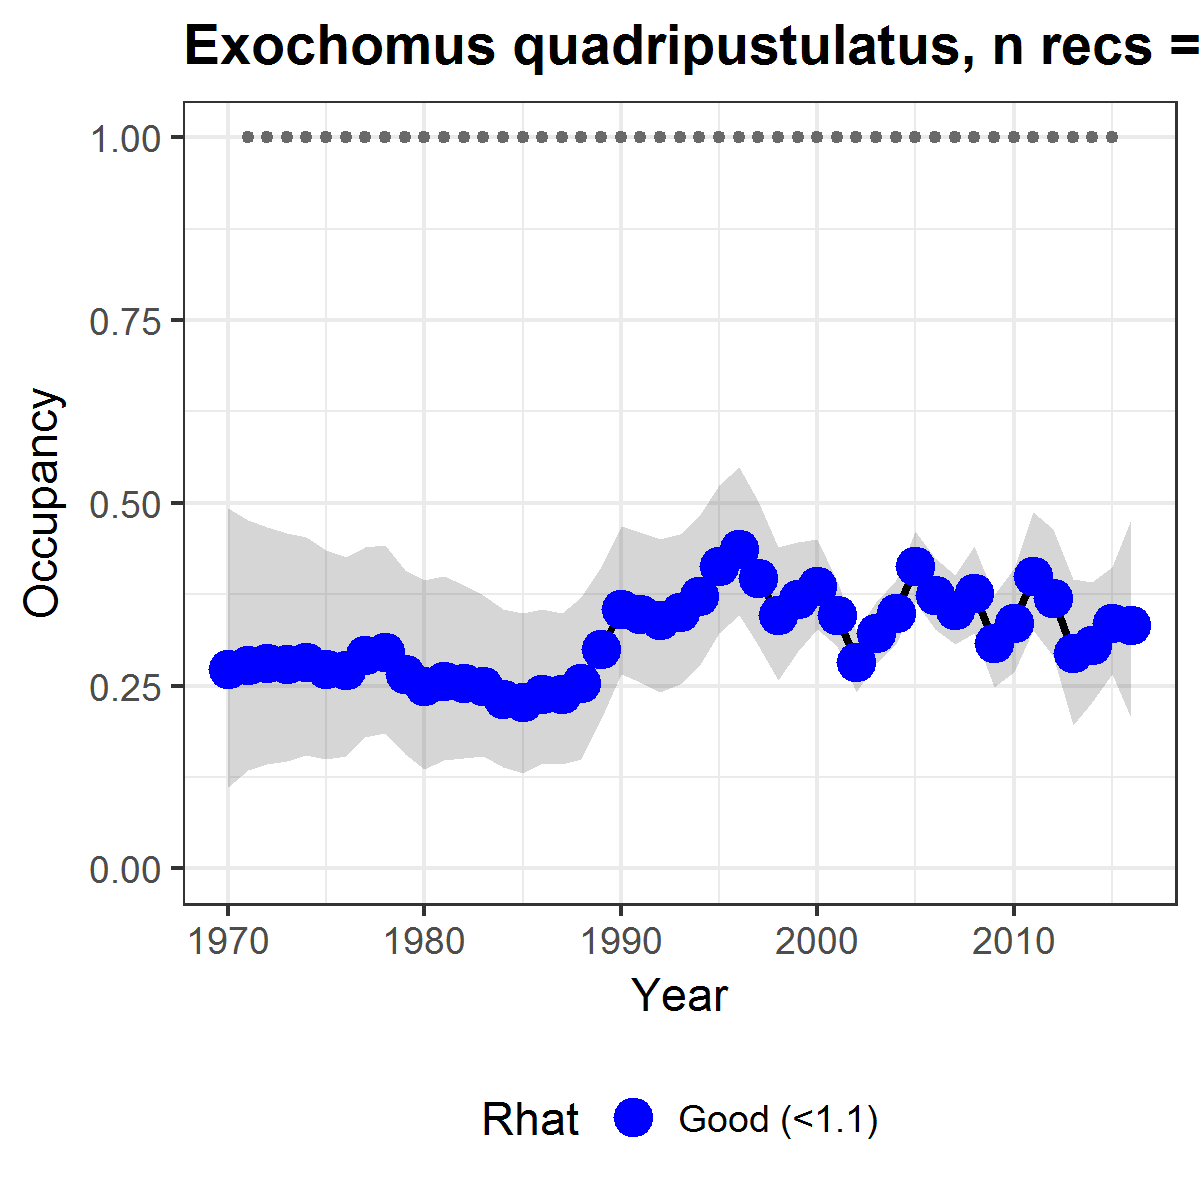 Exochomus quadripustulatus, n recs =
1.00
0.75
0.50
0.25
0.00
Occupancy
1970 1980 1990 2000 2010
Year
Rhat Good (<1.1)